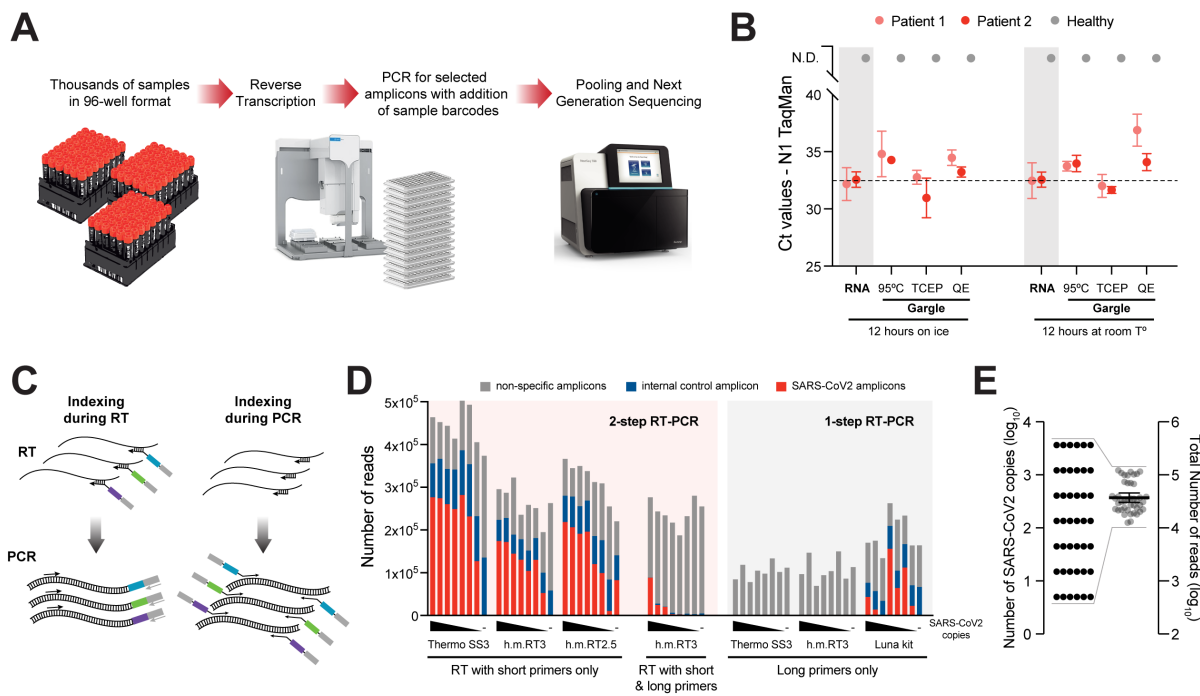 A
Thousands of samples
in 96-well format
Reverse
Transcription
PCR for selected
amplicons with addition
of sample barcodes
Pooling and Next
Generation Sequencing
B
Patient 1
Patient 2
Healthy
Ct values - N1 TaqMan
N.D.
40
35
30
25
RNA
95ºC
TCEP
QE
Gargle
12 hours on ice
RNA
95ºC
TCEP
QE
Gargle
12 hours at room Tº
C
Indexing
during RT
Indexing
during PCR
RT
PCR
D
non-specific amplicons
internal control amplicon
SARS-CoV2 amplicons
2-step RT-PCR
1-step RT-PCR
Number of reads
5x10⁵
4x10⁵
3x10⁵
2x10⁵
1x10⁵
0
- - - - - - -
SARS-CoV2
copies
Thermo SS3
h.m.RT3
h.m.RT2.5
h.m.RT3
Thermo SS3
h.m.RT3
Luna kit
RT with short primers only
RT with short
& long primers
Long primers only
E
Number of SARS-CoV2 copies (log₁₀)
4
3
2
1
0
Total Number of reads (log₁₀)
6
5
4
3
2